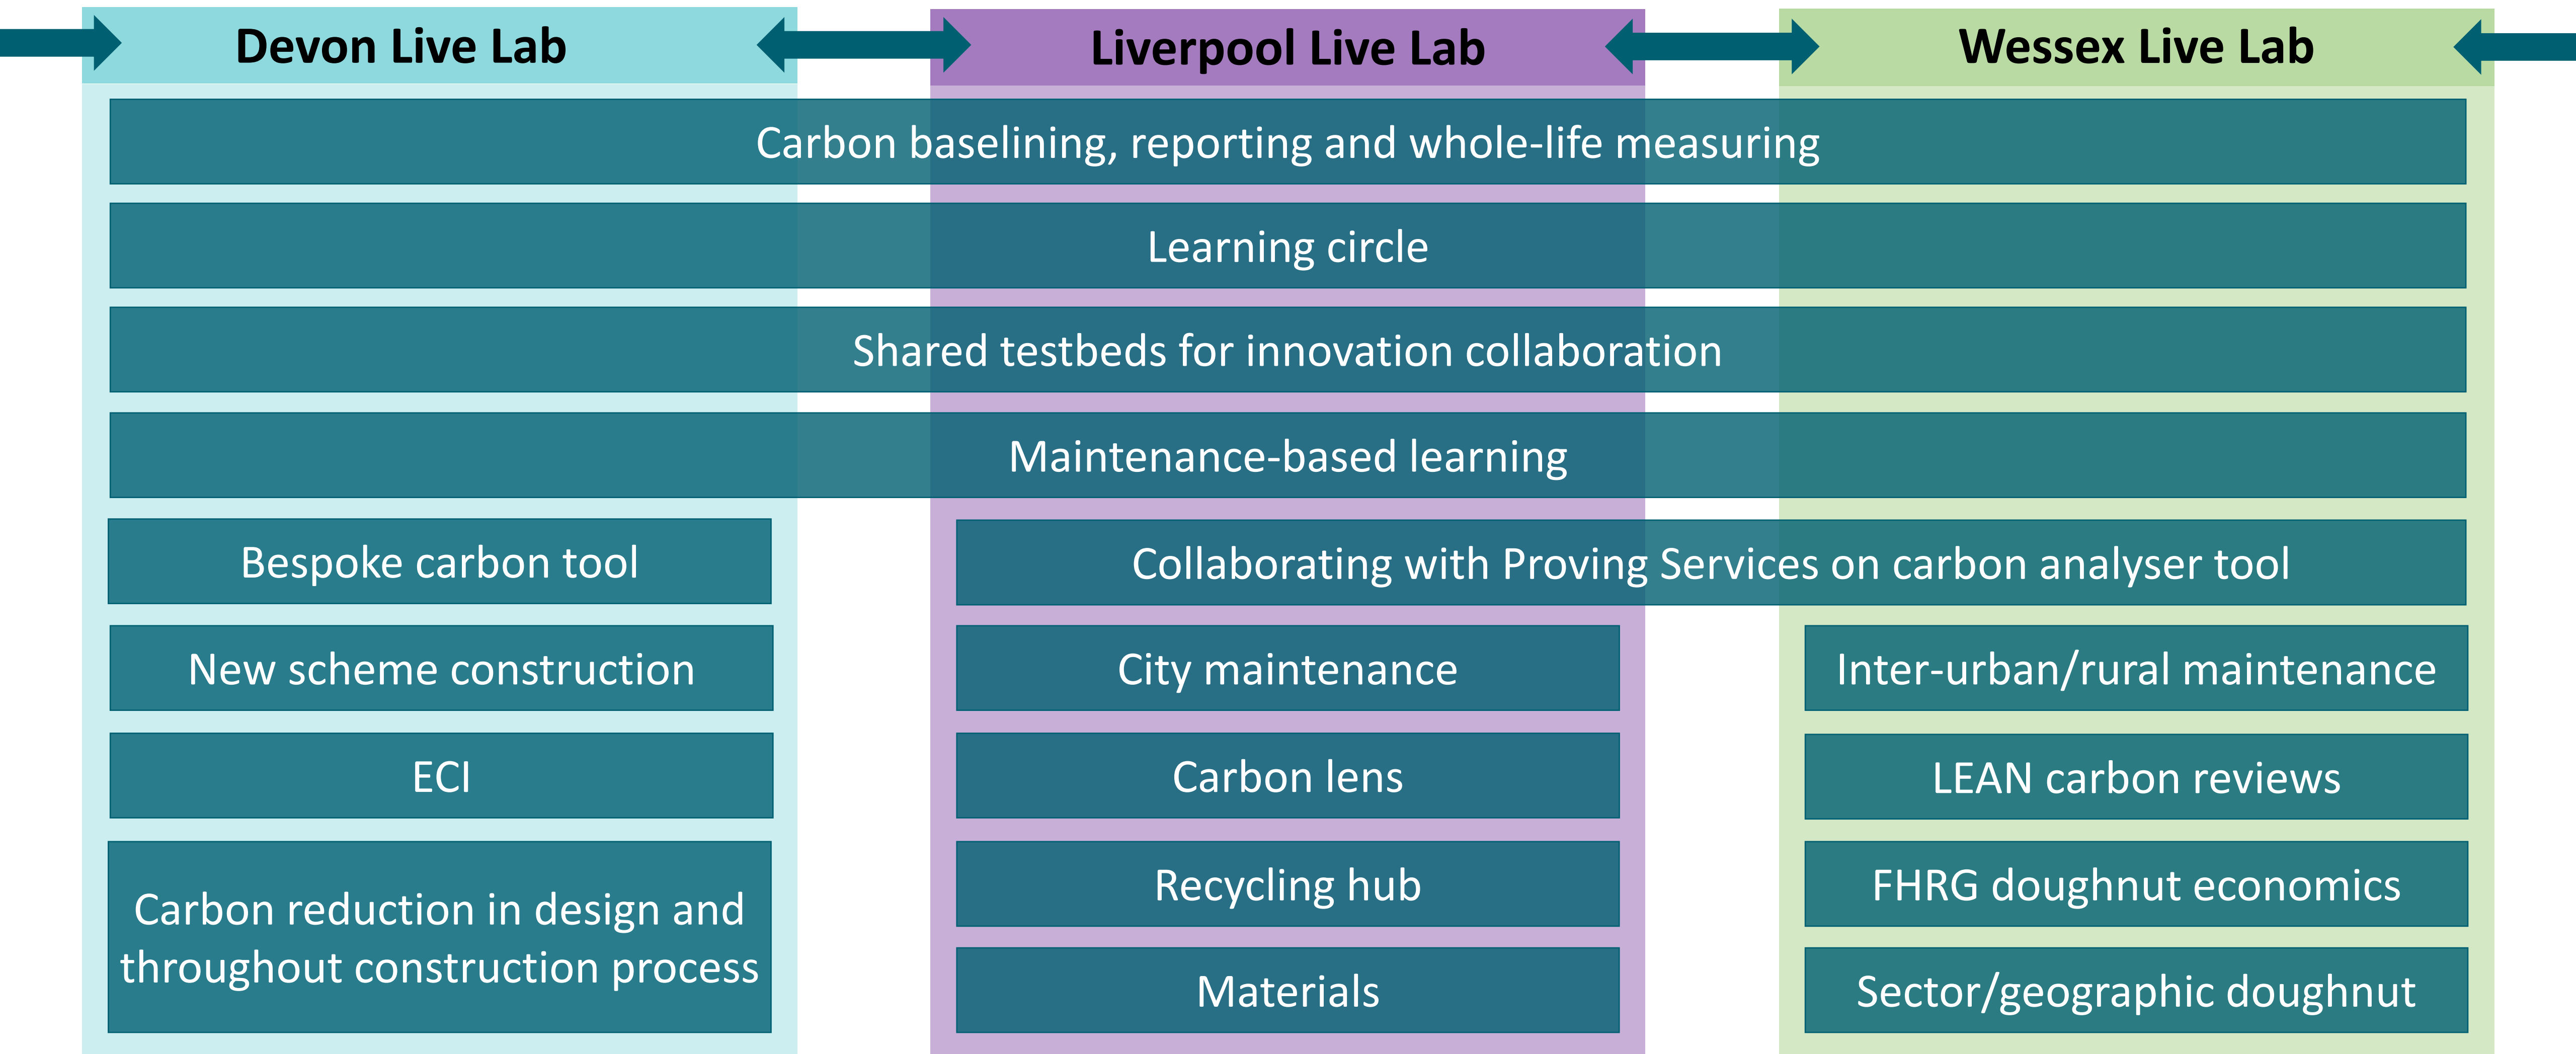 Devon Live Lab
Liverpool Live Lab
Wessex Live Lab
Carbon baselining, reporting and whole-life measuring
Learning circle
Shared testbeds for innovation collaboration
Maintenance-based learning
Bespoke carbon tool
Collaborating with Proving Services on carbon analyser tool
New scheme construction
City maintenance
Inter-urban/rural maintenance
ECI
Carbon lens
LEAN carbon reviews
Carbon reduction in design and
throughout construction process
Recycling hub
FHRG doughnut economics
Materials
Sector/geographic doughnut